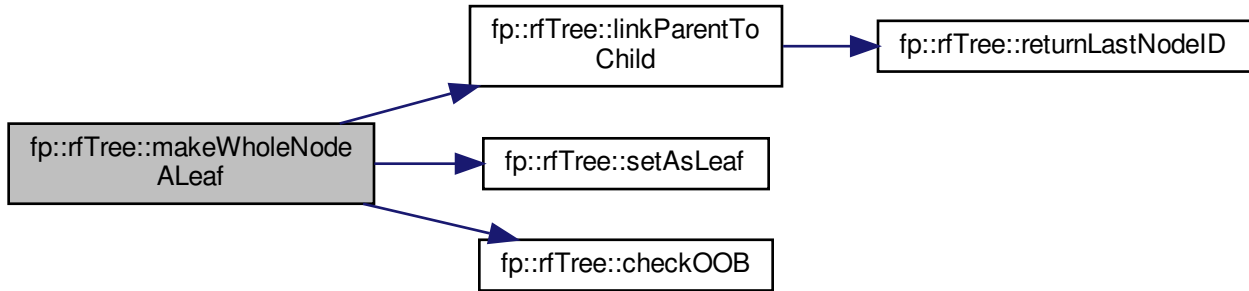 fp::rfTree::linkParentTo
Child
fp::rfTree::returnLastNodeID
fp::rfTree::makeWholeNode
ALeaf
fp::rfTree::setAsLeaf
fp::rfTree::checkOOB